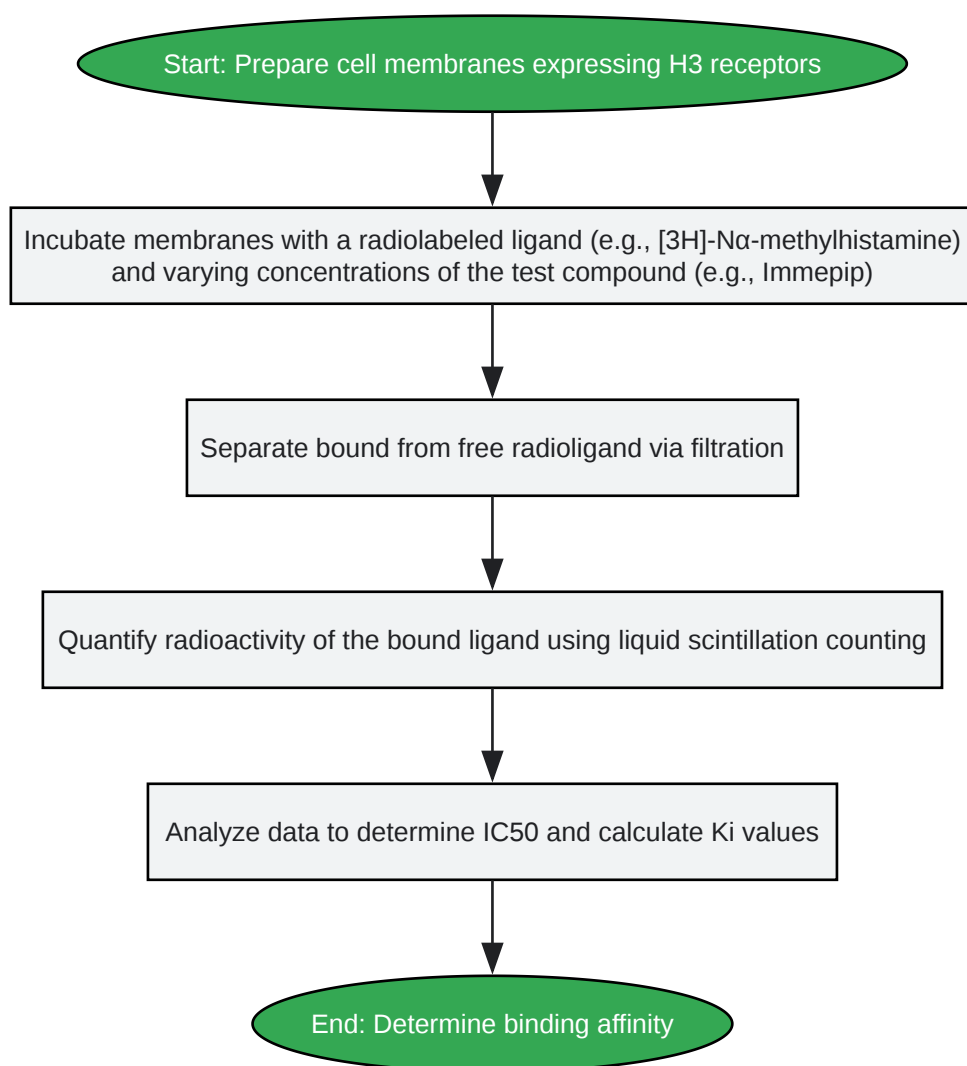 Start: Prepare cell membranes expressing H3 receptors
Incubate membranes with a radiolabeled ligand (e.g., [3H]-Nα-methylhistamine)
and varying concentrations of the test compound (e.g., Immepip)
Separate bound from free radioligand via filtration
Quantify radioactivity of the bound ligand using liquid scintillation counting
Analyze data to determine IC50 and calculate Ki values
End: Determine binding affinity